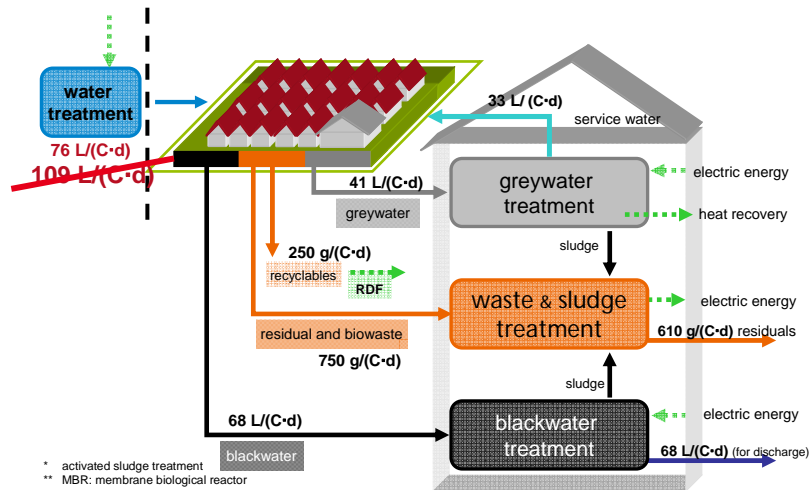 water
treatment
76 L/(C·d)
109 L/(C·d)
33 L/ (C·d)
service water
41 L/(C·d)
greywater
greywater
treatment
electric energy
heat recovery
sludge
250 g/(C·d)
recyclables
RDF
waste & sludge
treatment
electric energy
610 g/(C·d) residuals
residual and biowaste
750 g/(C·d)
sludge
68 L/(C·d)
blackwater
blackwater
treatment
electric energy
68 L/(C·d) (for discharge)
* activated sludge treatment
** MBR: membrane biological reactor